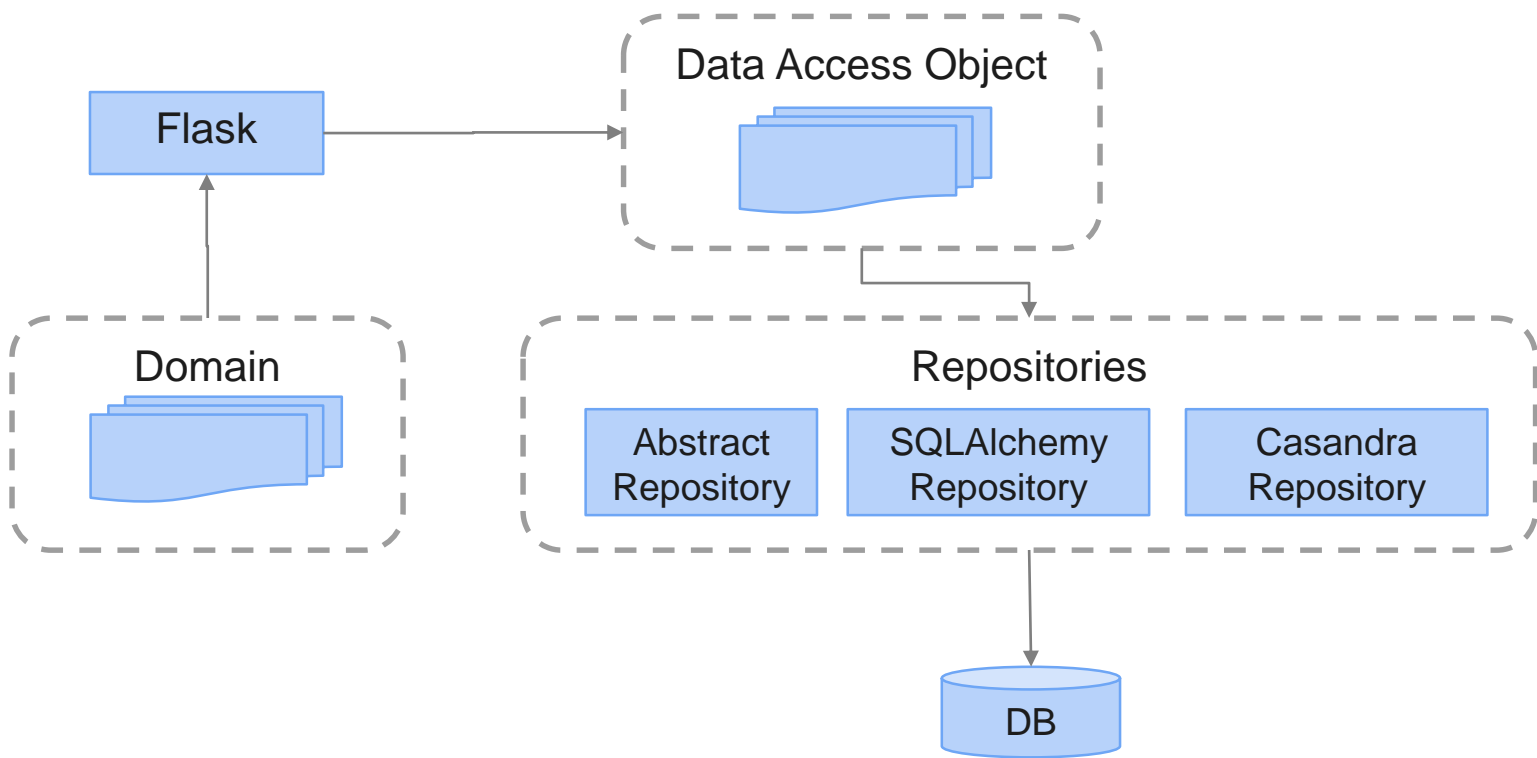 Data Access Object
Flask
Domain
Repositories
Abstract
Repository
SQLAlchemy
Repository
Casandra
Repository
DB